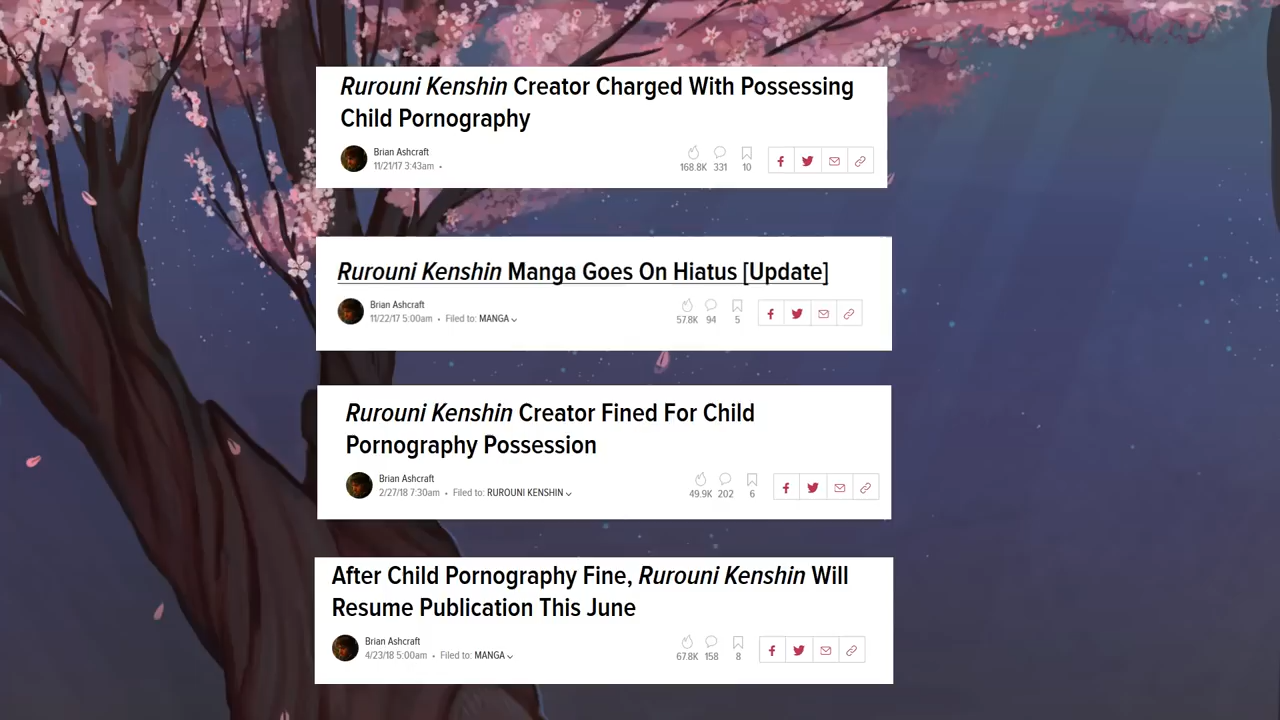 Rurouni Kenshin Creator Charged With Possessing
Child Pornography
Brian Ashcraft
11/21/17 3:43am •
168.8K 331 10
Rurouni Kenshin Manga Goes On Hiatus [Update]
Brian Ashcraft
11/22/17 5:00am • Filed to: MANGA
57.8K 94 5
Rurouni Kenshin Creator Fined For Child
Pornography Possession
Brian Ashcraft
2/27/18 7:30am • Filed to: RUROUNI KENSHIN
49.9K 202 6
After Child Pornography Fine, Rurouni Kenshin Will
Resume Publication This June
Brian Ashcraft
4/23/18 5:00am • Filed to: MANGA
67.8K 158 8